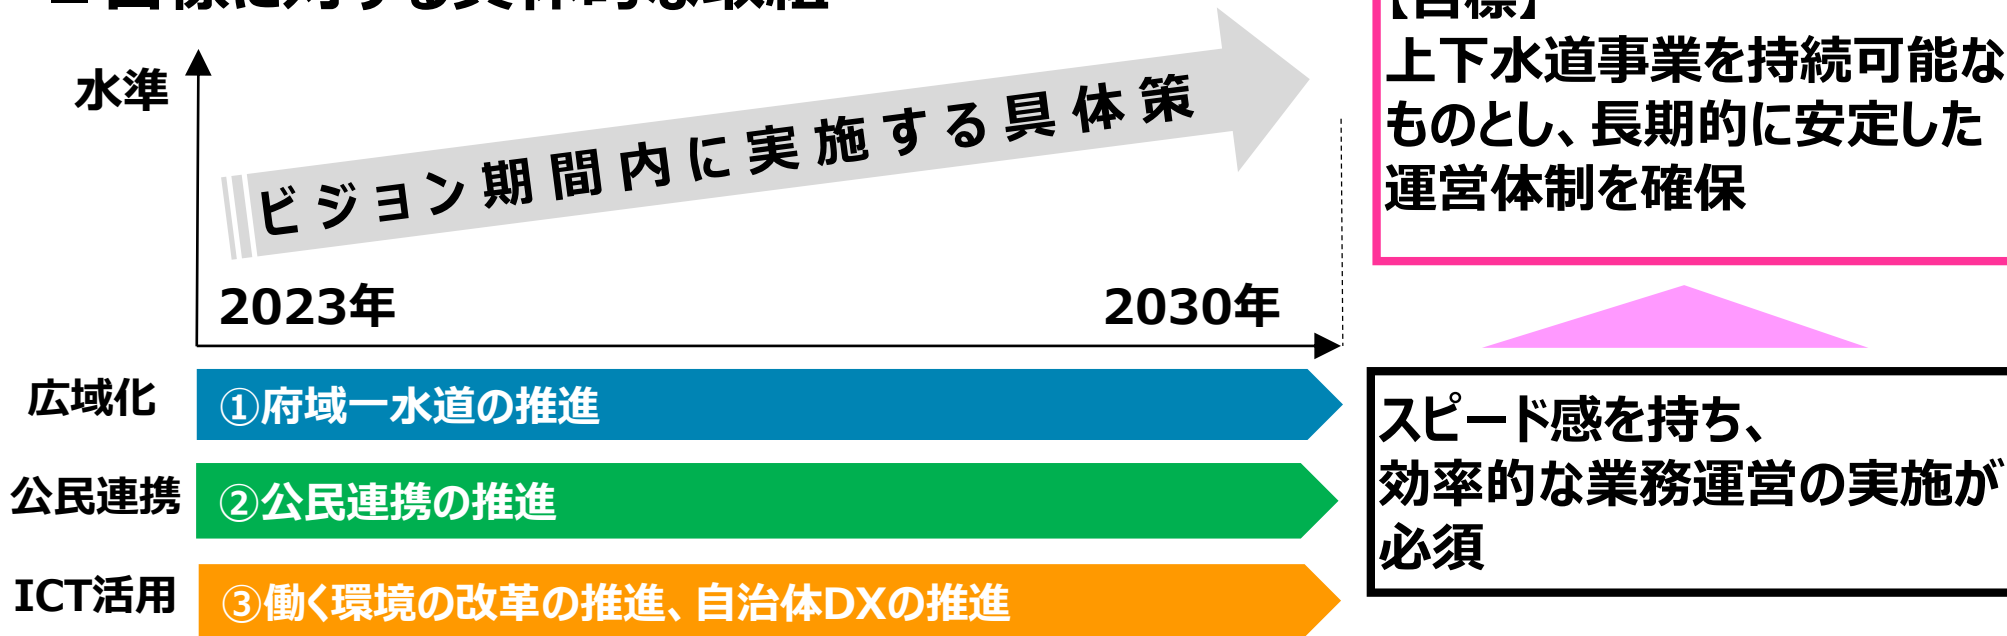 【目標】
上下水道事業を持続可能な
ものとし、長期的に安定した
運営体制を確保
水準
ビジョン期間内に実施する具体策
2023年
2030年
広域化
①府域一水道の推進
公民連携
②公民連携の推進
ICT活用
③働く環境の改革の推進、自治体DXの推進
スピード感を持ち、
効率的な業務運営の実施が
必須